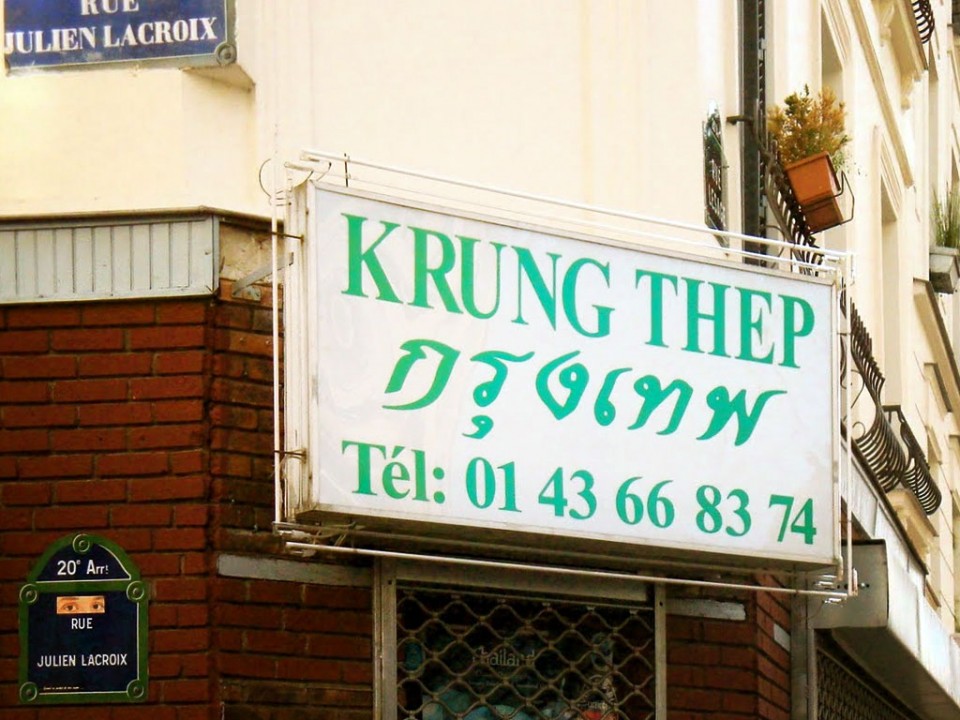 RUE
JULIEN LACROIX
KRUNG THEP
กรุงเทพ
Tél: 01 43 66 83 74
20e Arrt
RUE
JULIEN LACROIX
thailand